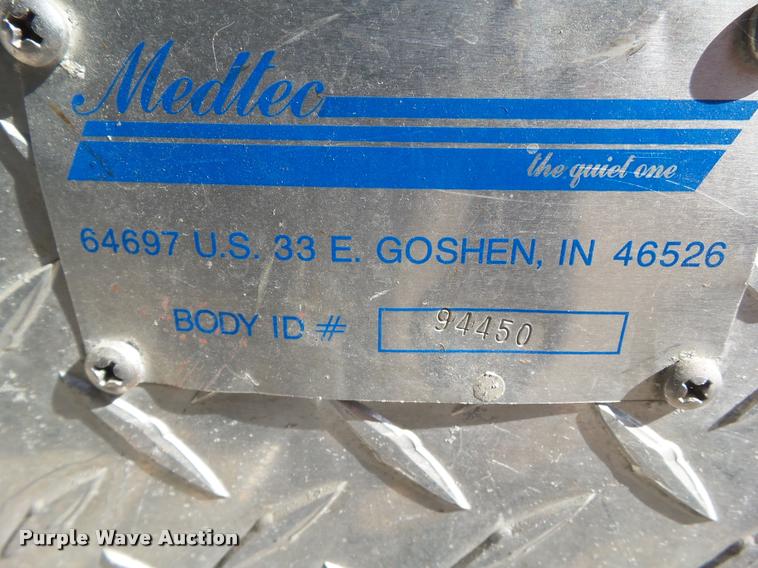 Medtec
the quiet one
64697 U.S. 33 E. GOSHEN, IN 46526
BODY ID # 94450
Purple Wave Auction